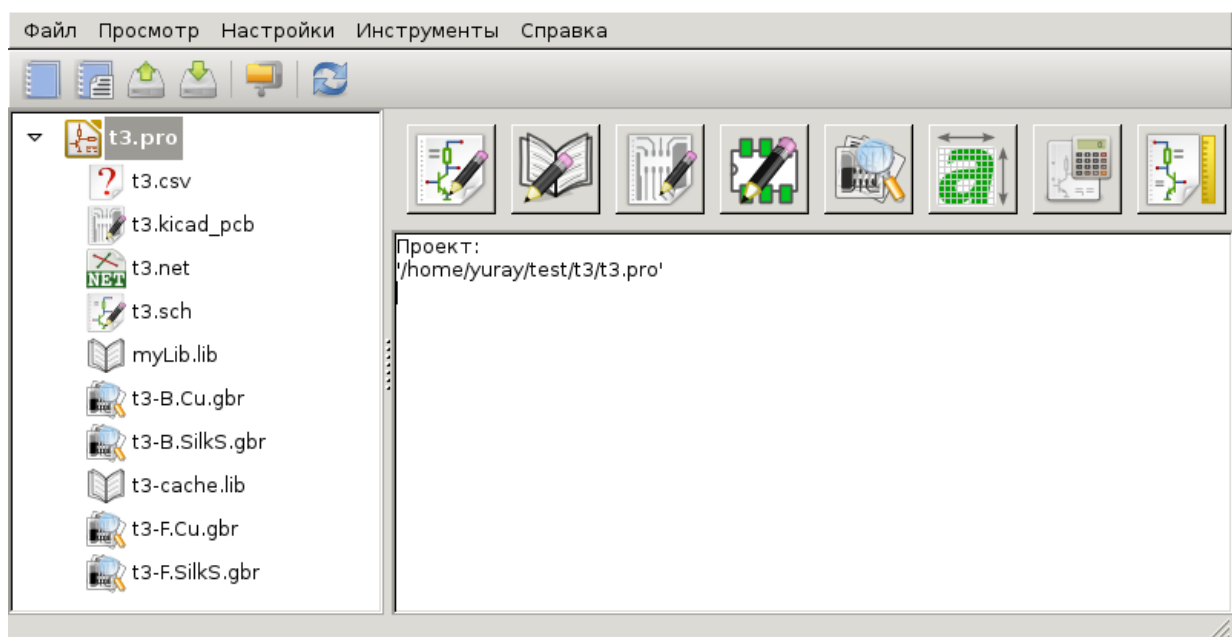 Файл Просмотр Настройки Инструменты Справка
t3.pro
t3.csv
t3.kicad_pcb
NET
t3.net
t3.sch
myLib.lib
t3-B.Cu.gbr
t3-B.SilkS.gbr
t3-cache.lib
t3-F.Cu.gbr
t3-F.SilkS.gbr
a
Проект:
'/home/yuray/test/t3/t3.pro'